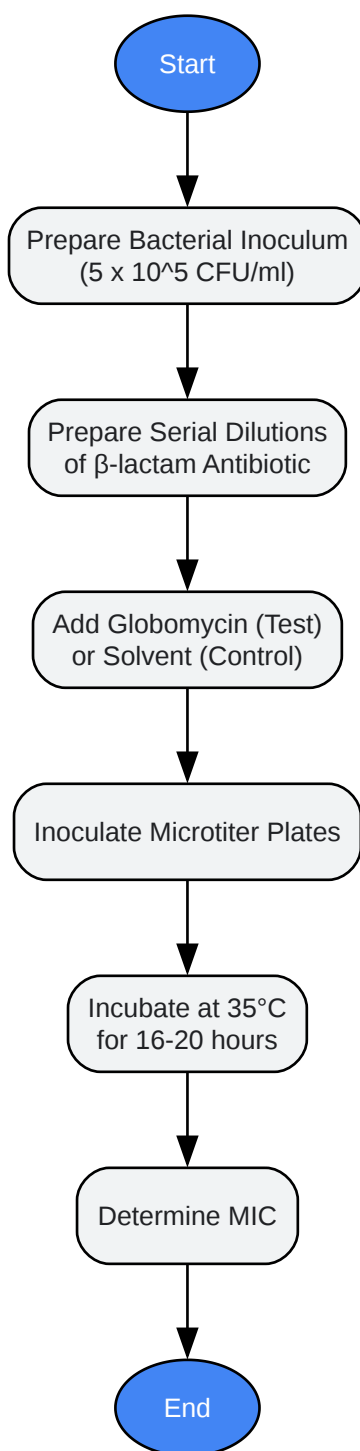 Start
Prepare Bacterial Inoculum
(5 x 10^5 CFU/ml)
Prepare Serial Dilutions
of β-lactam Antibiotic
Add Globomycin (Test)
or Solvent (Control)
Inoculate Microtiter Plates
Incubate at 35°C
for 16-20 hours
Determine MIC
End